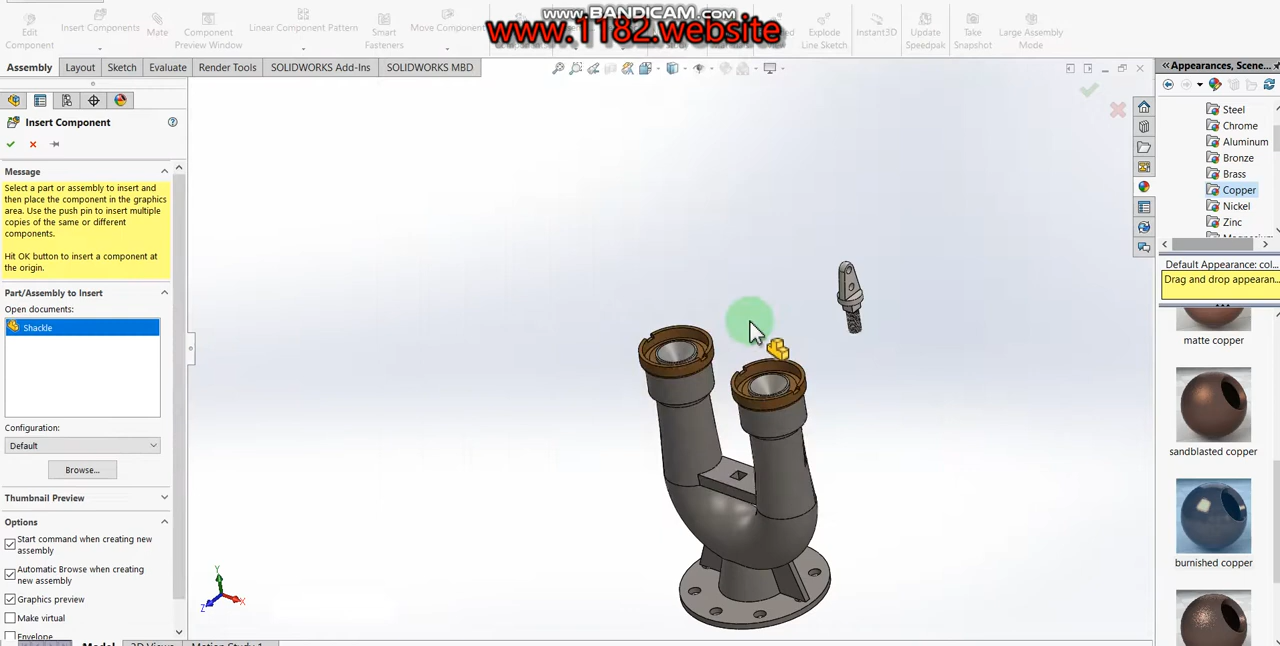 www.BANDICAM.com
www.1182.website
Edit
Component
Insert Components
Mate
Component
Preview Window
Linear Component Pattern
Smart
Fasteners
Move Component
Explode
Line Sketch
Instant3D
Update
Speedpak
Take
Snapshot
Large Assembly
Mode
Assembly
Layout
Sketch
Evaluate
Render Tools
SOLIDWORKS Add-Ins
SOLIDWORKS MBD
Insert Component
Message
Select a part or assembly to insert and
then place the component in the graphics
area. Use the push pin to insert multiple
copies of the same or different
components.
Hit OK button to insert a component at
the origin.
Part/Assembly to Insert
Open documents:
Shackle
Configuration:
Default
Browse...
Thumbnail Preview
Options
Start command when creating new
assembly
Automatic Browse when creating
new assembly
Graphics preview
Make virtual
Envelope
Y
X
Z
Model
3D Views
Motion Study 1
Appearances, Scene...
Steel
Chrome
Aluminum
Bronze
Brass
Copper
Nickel
Zinc
Magnesium
Default Appearance: col...
Drag and drop appearan...
matte copper
sandblasted copper
burnished copper